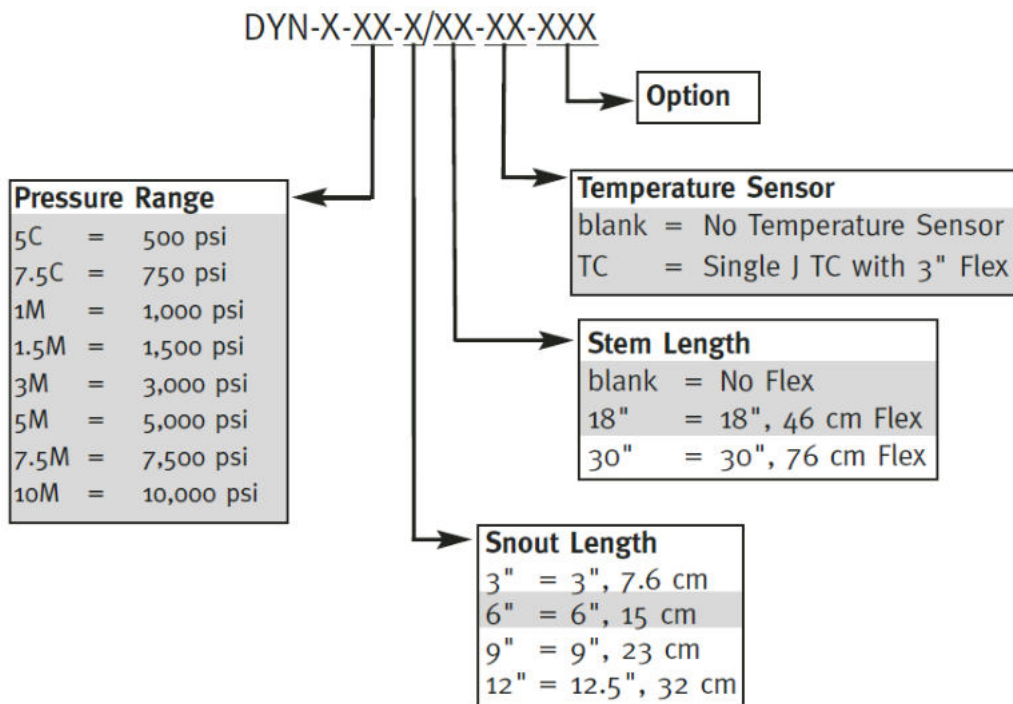 DYN-X-XX-X/XX-XX-XXX
Option
Temperature Sensor
blank = No Temperature Sensor
TC = Single J TC with 3" Flex
Pressure Range
5C = 500 psi
7.5C = 750 psi
1M = 1,000 psi
1.5M = 1,500 psi
3M = 3,000 psi
5M = 5,000 psi
7.5M = 7,500 psi
10M = 10,000 psi
Stem Length
blank = No Flex
18" = 18", 46 cm Flex
30" = 30", 76 cm Flex
Snout Length
3" = 3", 7.6 cm
6" = 6", 15 cm
9" = 9", 23 cm
12" = 12.5", 32 cm